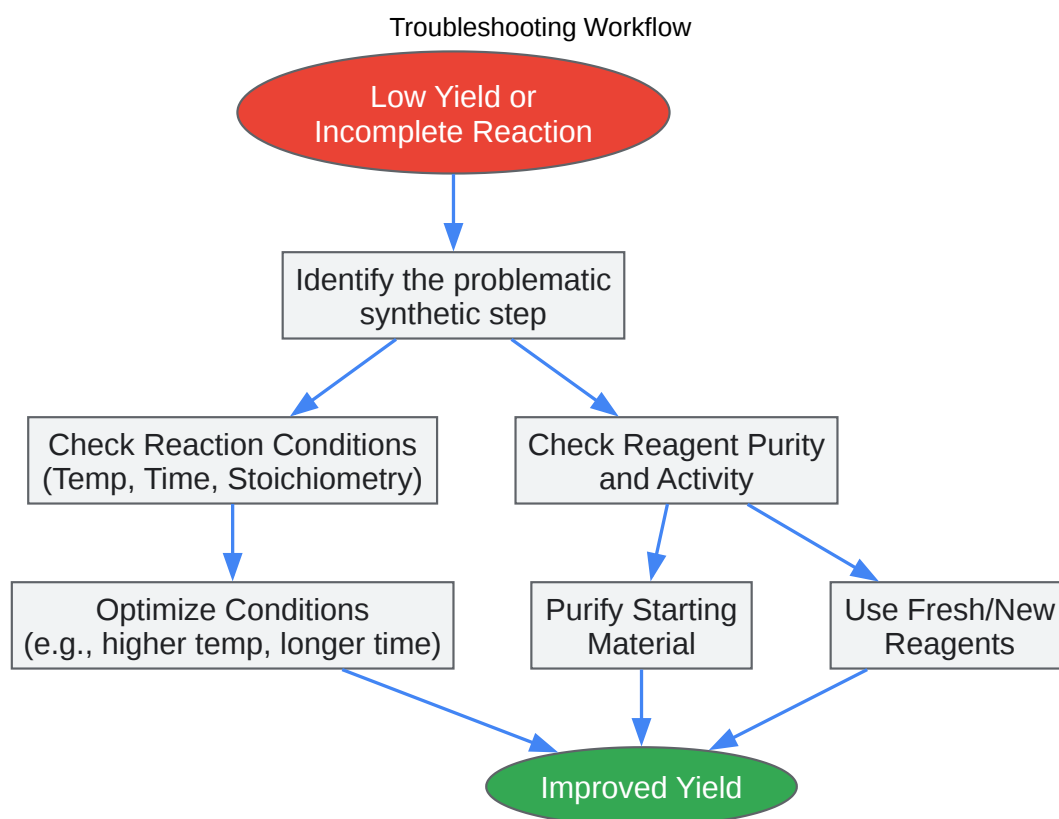 Troubleshooting Workflow
Low Yield or
Incomplete Reaction
Identify the problematic
synthetic step
Check Reaction Conditions
(Temp, Time, Stoichiometry)
Check Reagent Purity
and Activity
Optimize Conditions
(e.g., higher temp, longer time)
Purify Starting
Material
Use Fresh/New
Reagents
Improved Yield